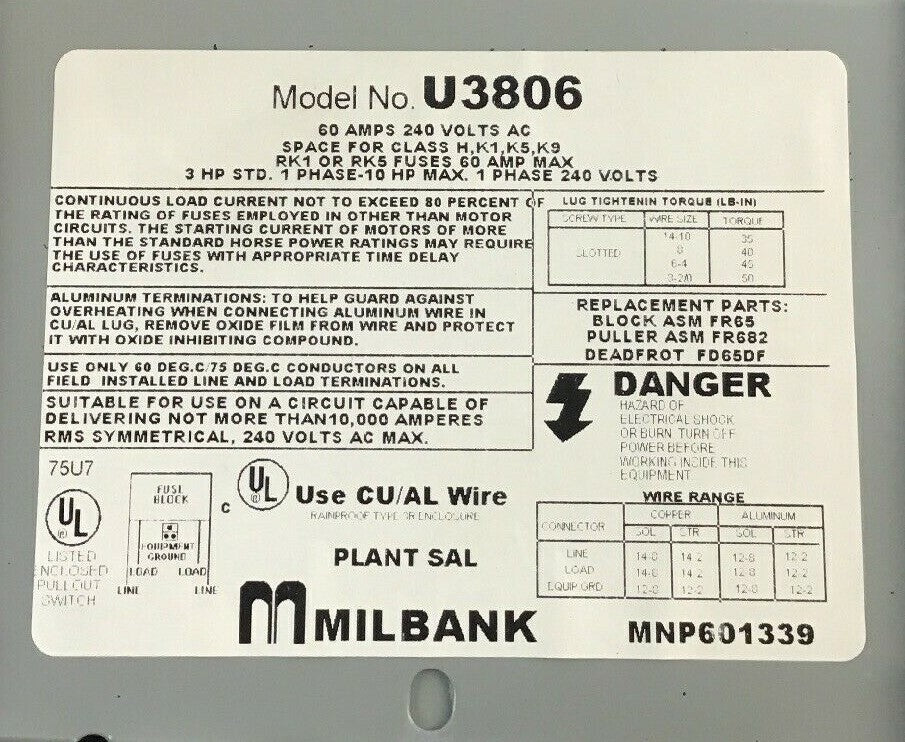 Model No. U3806
60 AMPS 240 VOLTS AC
SPACE FOR CLASS H,K1,K5,K9
RK1 OR RK5 FUSES 60 AMP MAX
3 HP STD. 1 PHASE-10 HP MAX. 1 PHASE 240 VOLTS
CONTINUOUS LOAD CURRENT NOT TO EXCEED 80 PERCENT OF
THE RATING OF FUSES EMPLOYED IN OTHER THAN MOTOR
CIRCUITS. THE STARTING CURRENT OF MOTORS OF MORE
THAN THE STANDARD HORSE POWER RATINGS MAY REQUIRE
THE USE OF FUSES WITH APPROPRIATE TIME DELAY
CHARACTERISTICS.
LUG TIGHTENIN TORQUE (LB-IN)
SCREW TYPE WIRE SIZE TORQUE
SLOTTED
14-10 35
8 40
6-4 45
3-2/0 50
ALUMINUM TERMINATIONS: TO HELP GUARD AGAINST
OVERHEATING WHEN CONNECTING ALUMINUM WIRE IN
CU/AL LUG, REMOVE OXIDE FILM FROM WIRE AND PROTECT
IT WITH OXIDE INHIBITING COMPOUND.
REPLACEMENT PARTS:
BLOCK ASM FR65
PULLER ASM FR682
DEADFROT FD65DF
USE ONLY 60 DEG.C/75 DEG.C CONDUCTORS ON ALL
FIELD INSTALLED LINE AND LOAD TERMINATIONS.
SUITABLE FOR USE ON A CIRCUIT CAPABLE OF
DELIVERING NOT MORE THAN10,000 AMPERES
RMS SYMMETRICAL, 240 VOLTS AC MAX.
DANGER
HAZARD OF
ELECTRICAL SHOCK
OR BURN TURN OFF
POWER BEFORE
WORKING INSIDE THIS
EQUIPMENT
75U7
UL
LISTED
ENCLOSED
PULLOUT
SWITCH
FUSE
BLOCK
EQUIPMENT
GROUND
LOAD LOAD
LINE LINE
C UL Use CU/AL Wire
RAINPROOF TYPE 3R ENCLOSURE
PLANT SAL
WIRE RANGE
CONNECTOR COPPER ALUMINUM
SOL STR SOL STR
LINE 14-8 14-2 12-8 12-2
LOAD 14-8 14-2 12-8 12-2
EQUIP GRD 12-8 12-2 12-8 12-2
MILBANK
MNP601339